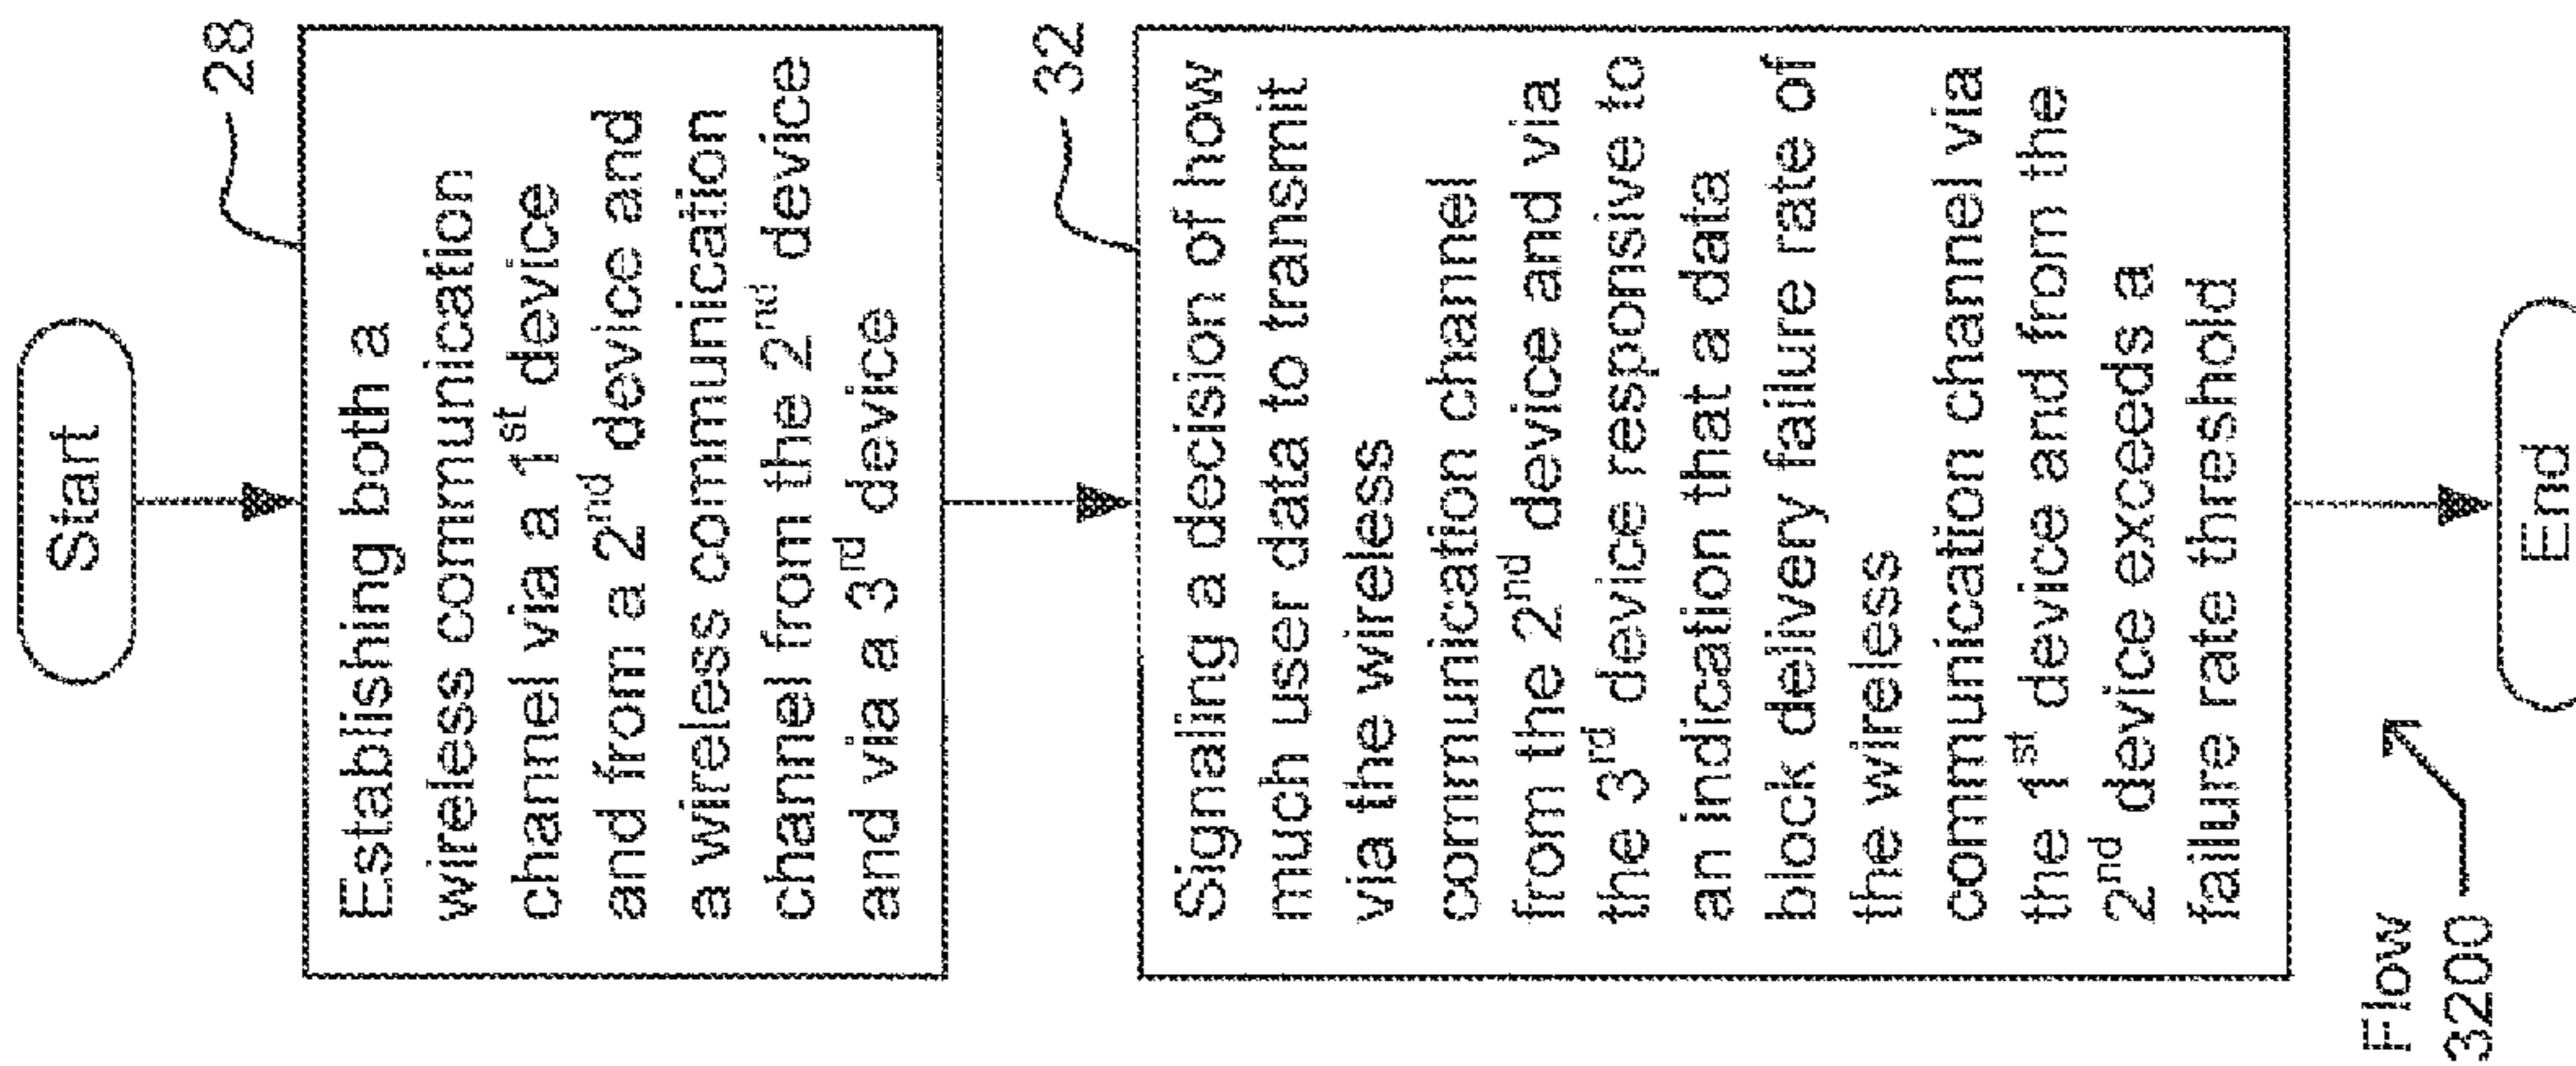 Start
28
Establishing both a
wireless communication
channel via a 1st device
and from a 2nd device and
a wireless communication
channel from the 2nd device
and via a 3rd device
32
Signaling a decision of how
much user data to transmit
via the wireless
communication channel
from the 2nd device and via
the 3rd device responsive to
an indication that a data
block delivery failure rate of
the wireless
communication channel via
the 1st device and from the
2nd device exceeds a
failure rate threshold
Flow
3200
End